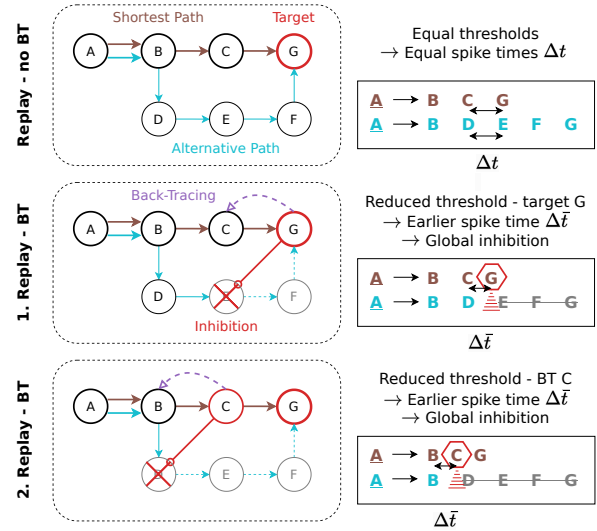 Replay - no BT
Shortest Path
Target
A
B
C
G
D
E
F
Alternative Path
Equal thresholds
→ Equal spike times Δt
A → B C G
A → B D E F G
Δt
1. Replay - BT
Back-Tracing
A
B
C
G
D
E
F
Inhibition
Reduced threshold - target G
→ Earlier spike time Δt̄
→ Global inhibition
A → B C G
A → B D E F G
Δt̄
2. Replay - BT
A
B
C
G
D
E
F
Reduced threshold - BT C
→ Earlier spike time Δt̄
→ Global inhibition
A → B C G
A → B D E F G
Δt̄